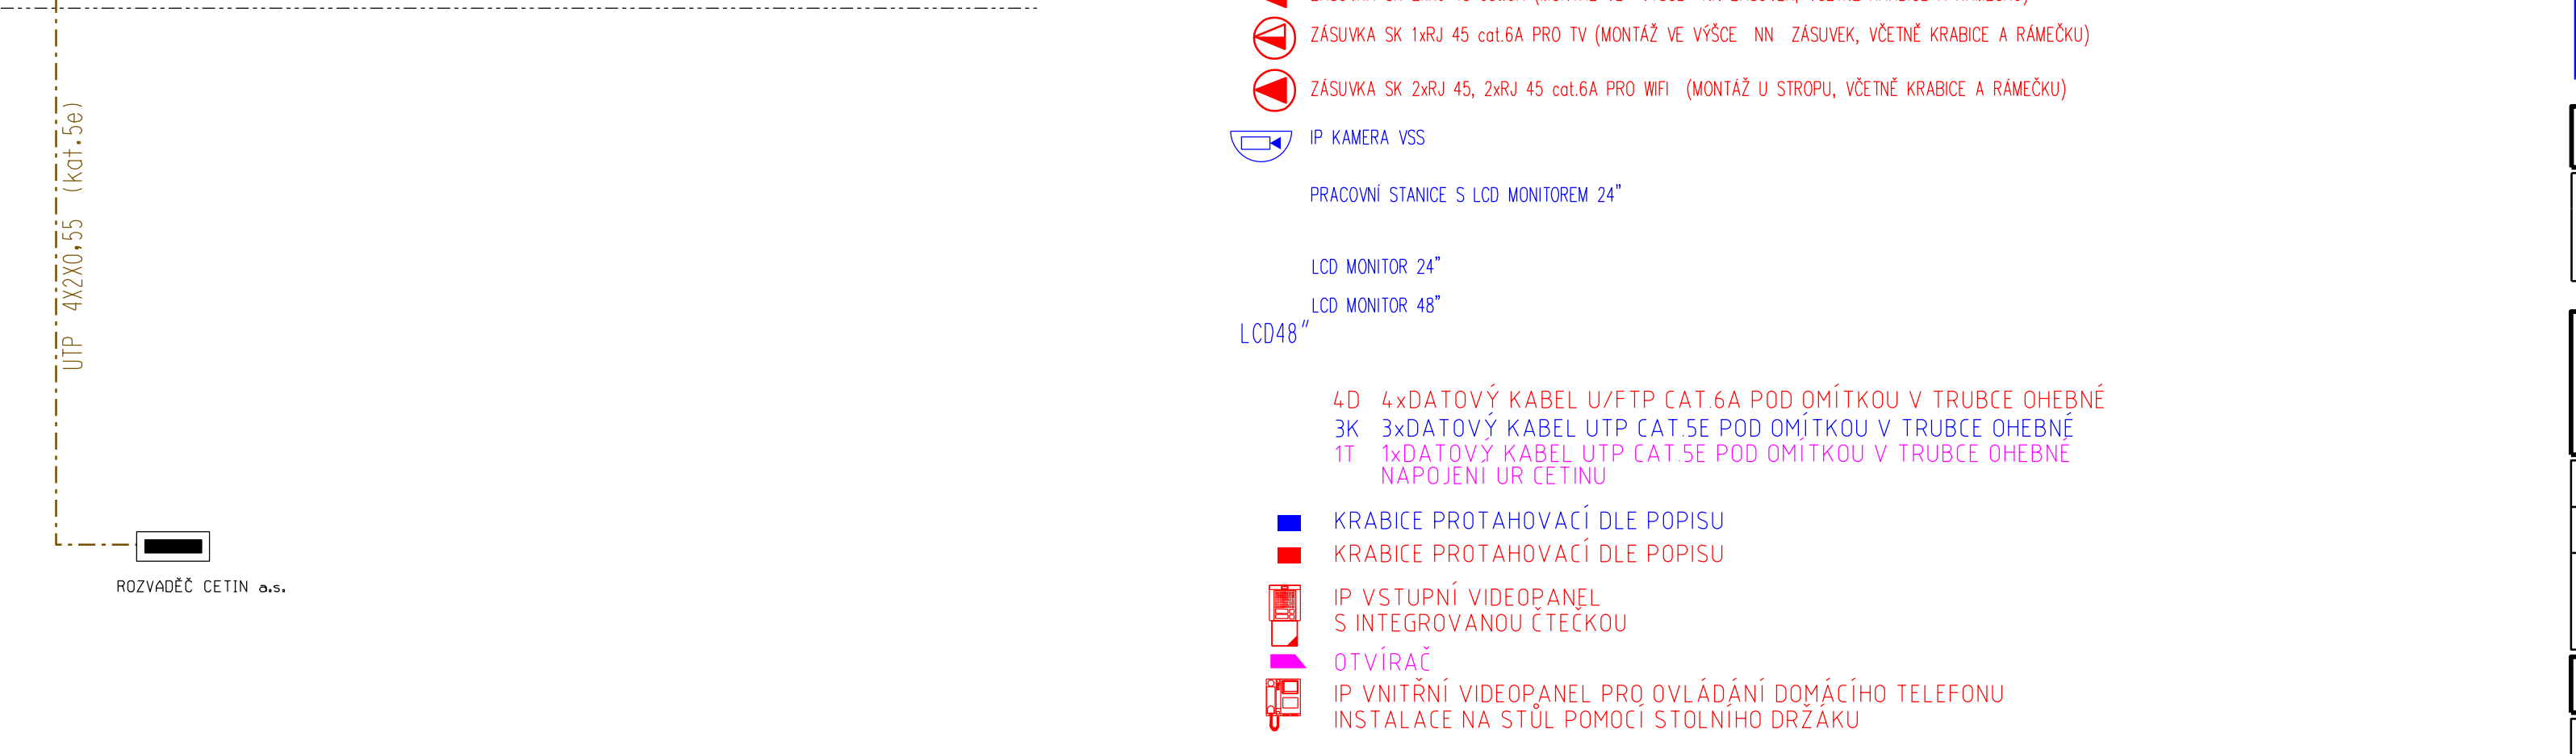 ZÁSUVKA SK 1xRJ 45 cat.6A PRO TV (MONTÁŽ VE VÝŠCE NN ZÁSUVEK, VČETNĚ KRABICE A RÁMEČKU)
ZÁSUVKA SK 2xRJ 45, 2xRJ 45 cat.6A PRO WIFI (MONTÁŽ U STROPU, VČETNĚ KRABICE A RÁMEČKU)
IP KAMERA VSS
PRACOVNÍ STANICE S LCD MONITOREM 24"
LCD MONITOR 24"
LCD MONITOR 48"
LCD48"
4D 4xDATOVÝ KABEL U/FTP CAT.6A POD OMÍTKOU V TRUBCE OHEBNÉ
3K 3xDATOVÝ KABEL UTP CAT.5E POD OMÍTKOU V TRUBCE OHEBNÉ
1T 1xDATOVÝ KABEL UTP CAT.5E POD OMÍTKOU V TRUBCE OHEBNÉ
NAPOJENÍ ÚR CETINU
KRABICE PROTAHOVACÍ DLE POPISU
KRABICE PROTAHOVACÍ DLE POPISU
IP VSTUPNÍ VIDEOPANEL
S INTEGROVANOU ČTEČKOU
OTVÍRAČ
IP VNITŘNÍ VIDEOPANEL PRO OVLÁDÁNÍ DOMÁCÍHO TELEFONU
INSTALACE NA STŮL POMOCÍ STOLNÍHO DRŽÁKU
UTP 4X2X0,55 (kat.5e)
ROZVADĚČ CETIN a.s.